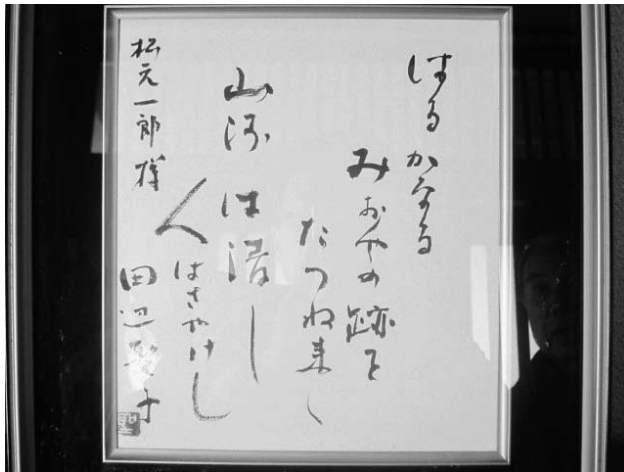 はるかなる
みおやの跡を
たつね来し
山河は清し
人はさやけし
松元一郎様
田辺聖子